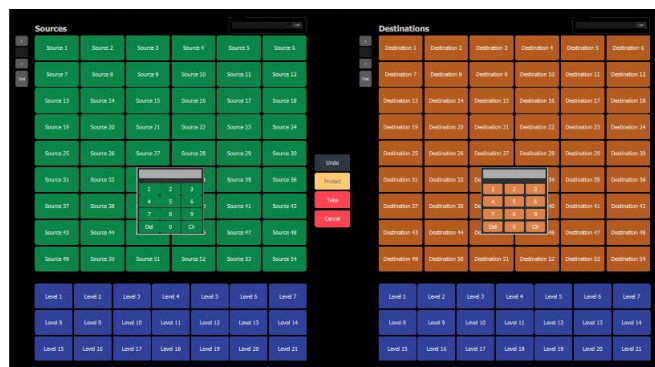 Sources
Source 1 Source 2 Source 3 Source 4 Source 5 Source 6
Source 7 Source 8 Source 9 Source 10 Source 11 Source 12
Source 13 Source 14 Source 15 Source 16 Source 17 Source 18
Source 19 Source 20 Source 21 Source 22 Source 23 Source 24
Source 25 Source 26 Source 27 Source 28 Source 29 Source 30
Source 31 Source 32 Source 35 Source 36
Source 37 Source 38 Source 41 Source 42
Source 43 Source 44 Source 47 Source 48
Source 49 Source 50 Source 51 Source 52 Source 53 Source 54
1 2 3
4 5 6
7 8 9
Del 0 Clr
Level 1 Level 2 Level 3 Level 4 Level 5 Level 6 Level 7
Level 8 Level 9 Level 10 Level 11 Level 12 Level 13 Level 14
Level 15 Level 16 Level 17 Level 18 Level 19 Level 20 Level 21
Undo
Protect
Take
Cancel
Destinations
Destination 1 Destination 2 Destination 3 Destination 4 Destination 5 Destination 6
Destination 7 Destination 8 Destination 9 Destination 10 Destination 11 Destination 12
Destination 13 Destination 14 Destination 15 Destination 16 Destination 17 Destination 18
Destination 19 Destination 20 Destination 21 Destination 22 Destination 23 Destination 24
Destination 25 Destination 26 Destination 27 Destination 28 Destination 29 Destination 30
Destination 31 Destination 32 De 34 Destination 35 Destination 36
Destination 37 Destination 38 De 40 Destination 41 Destination 42
Destination 43 Destination 44 De 46 Destination 47 Destination 48
Destination 49 Destination 50 Destination 51 Destination 52 Destination 53 Destination 54
1 2 3
4 5 6
7 8 9
Del 0 Clr
Level 1 Level 2 Level 3 Level 4 Level 5 Level 6 Level 7
Level 8 Level 9 Level 10 Level 11 Level 12 Level 13 Level 14
Level 15 Level 16 Level 17 Level 18 Level 19 Level 20 Level 21